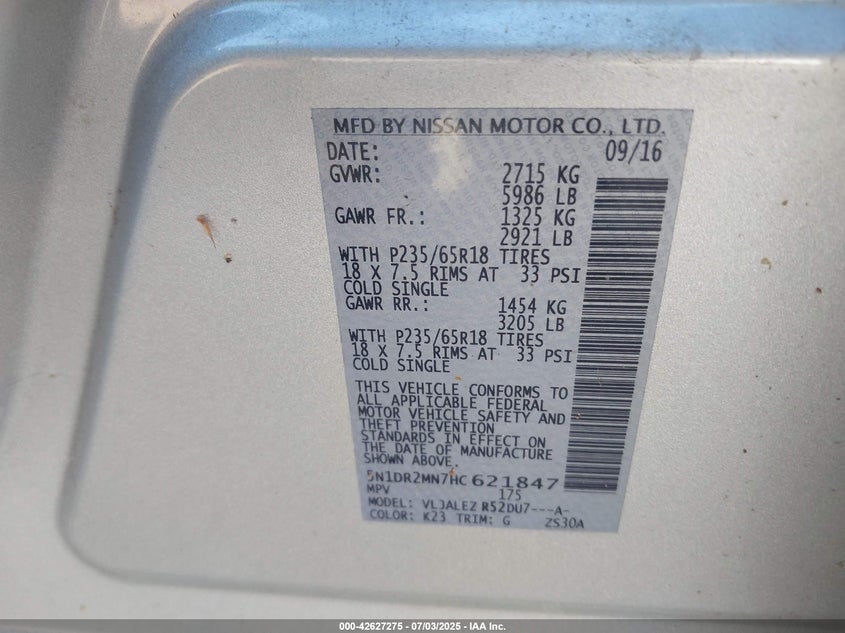 MFD BY NISSAN MOTOR CO., LTD.
DATE: 09/16
GVWR: 2715 KG
5986 LB
GAWR FR.: 1325 KG
2921 LB
WITH P235/65R18 TIRES
18 X 7.5 RIMS AT 33 PSI
COLD SINGLE
GAWR RR.: 1454 KG
3205 LB
WITH P235/65R18 TIRES
18 X 7.5 RIMS AT 33 PSI
COLD SINGLE
THIS VEHICLE CONFORMS TO
ALL APPLICABLE FEDERAL
MOTOR VEHICLE SAFETY AND
THEFT PREVENTION
STANDARDS IN EFFECT ON
THE DATE OF MANUFACTURE
SHOWN ABOVE.
5N1DR2MN7HC621847
MPV 175
MODEL: R52DU7---A-
COLOR: K23 TRIM: G ZS30A
000-42627275 - 07/03/2025 - IAA Inc.